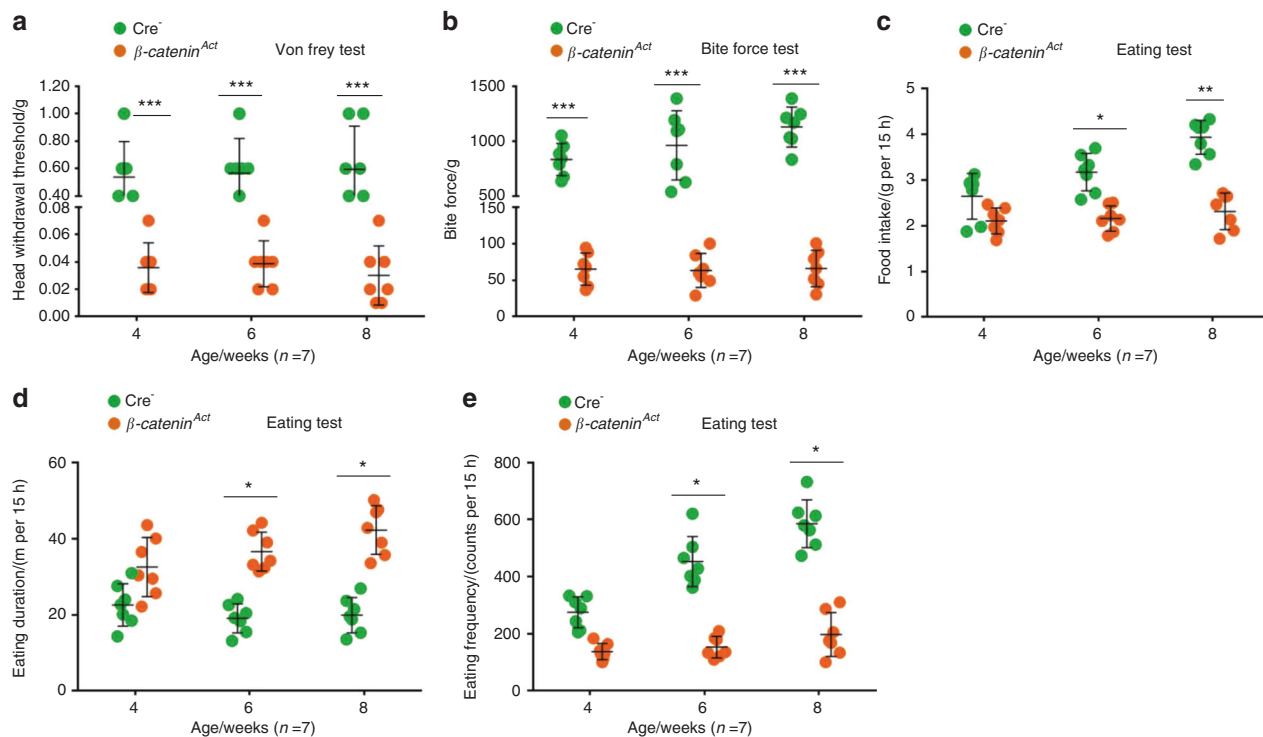 a
Cre⁻
β-catenin^Act
Von frey test
***
***
***
Head withdrawal threshold/g
1.20
1.00
0.80
0.60
0.40
0.08
0.06
0.04
0.02
0.00
4 6 8
Age/weeks (n =7)
b
Cre⁻
β-catenin^Act
Bite force test
***
***
***
Bite force/g
1500
1000
500
150
100
50
0
4 6 8
Age/weeks (n =7)
c
Cre⁻
β-catenin^Act
Eating test
*
**
Food intake/(g per 15 h)
5
4
3
2
1
0
4 6 8
Age/weeks (n =7)
d
Cre⁻
β-catenin^Act
Eating test
*
*
Eating duration/(m per 15 h)
60
40
20
0
4 6 8
Age/weeks (n =7)
e
Cre⁻
β-catenin^Act
Eating test
*
*
Eating frequency/(counts per 15 h)
800
600
400
200
0
4 6 8
Age/weeks (n =7)